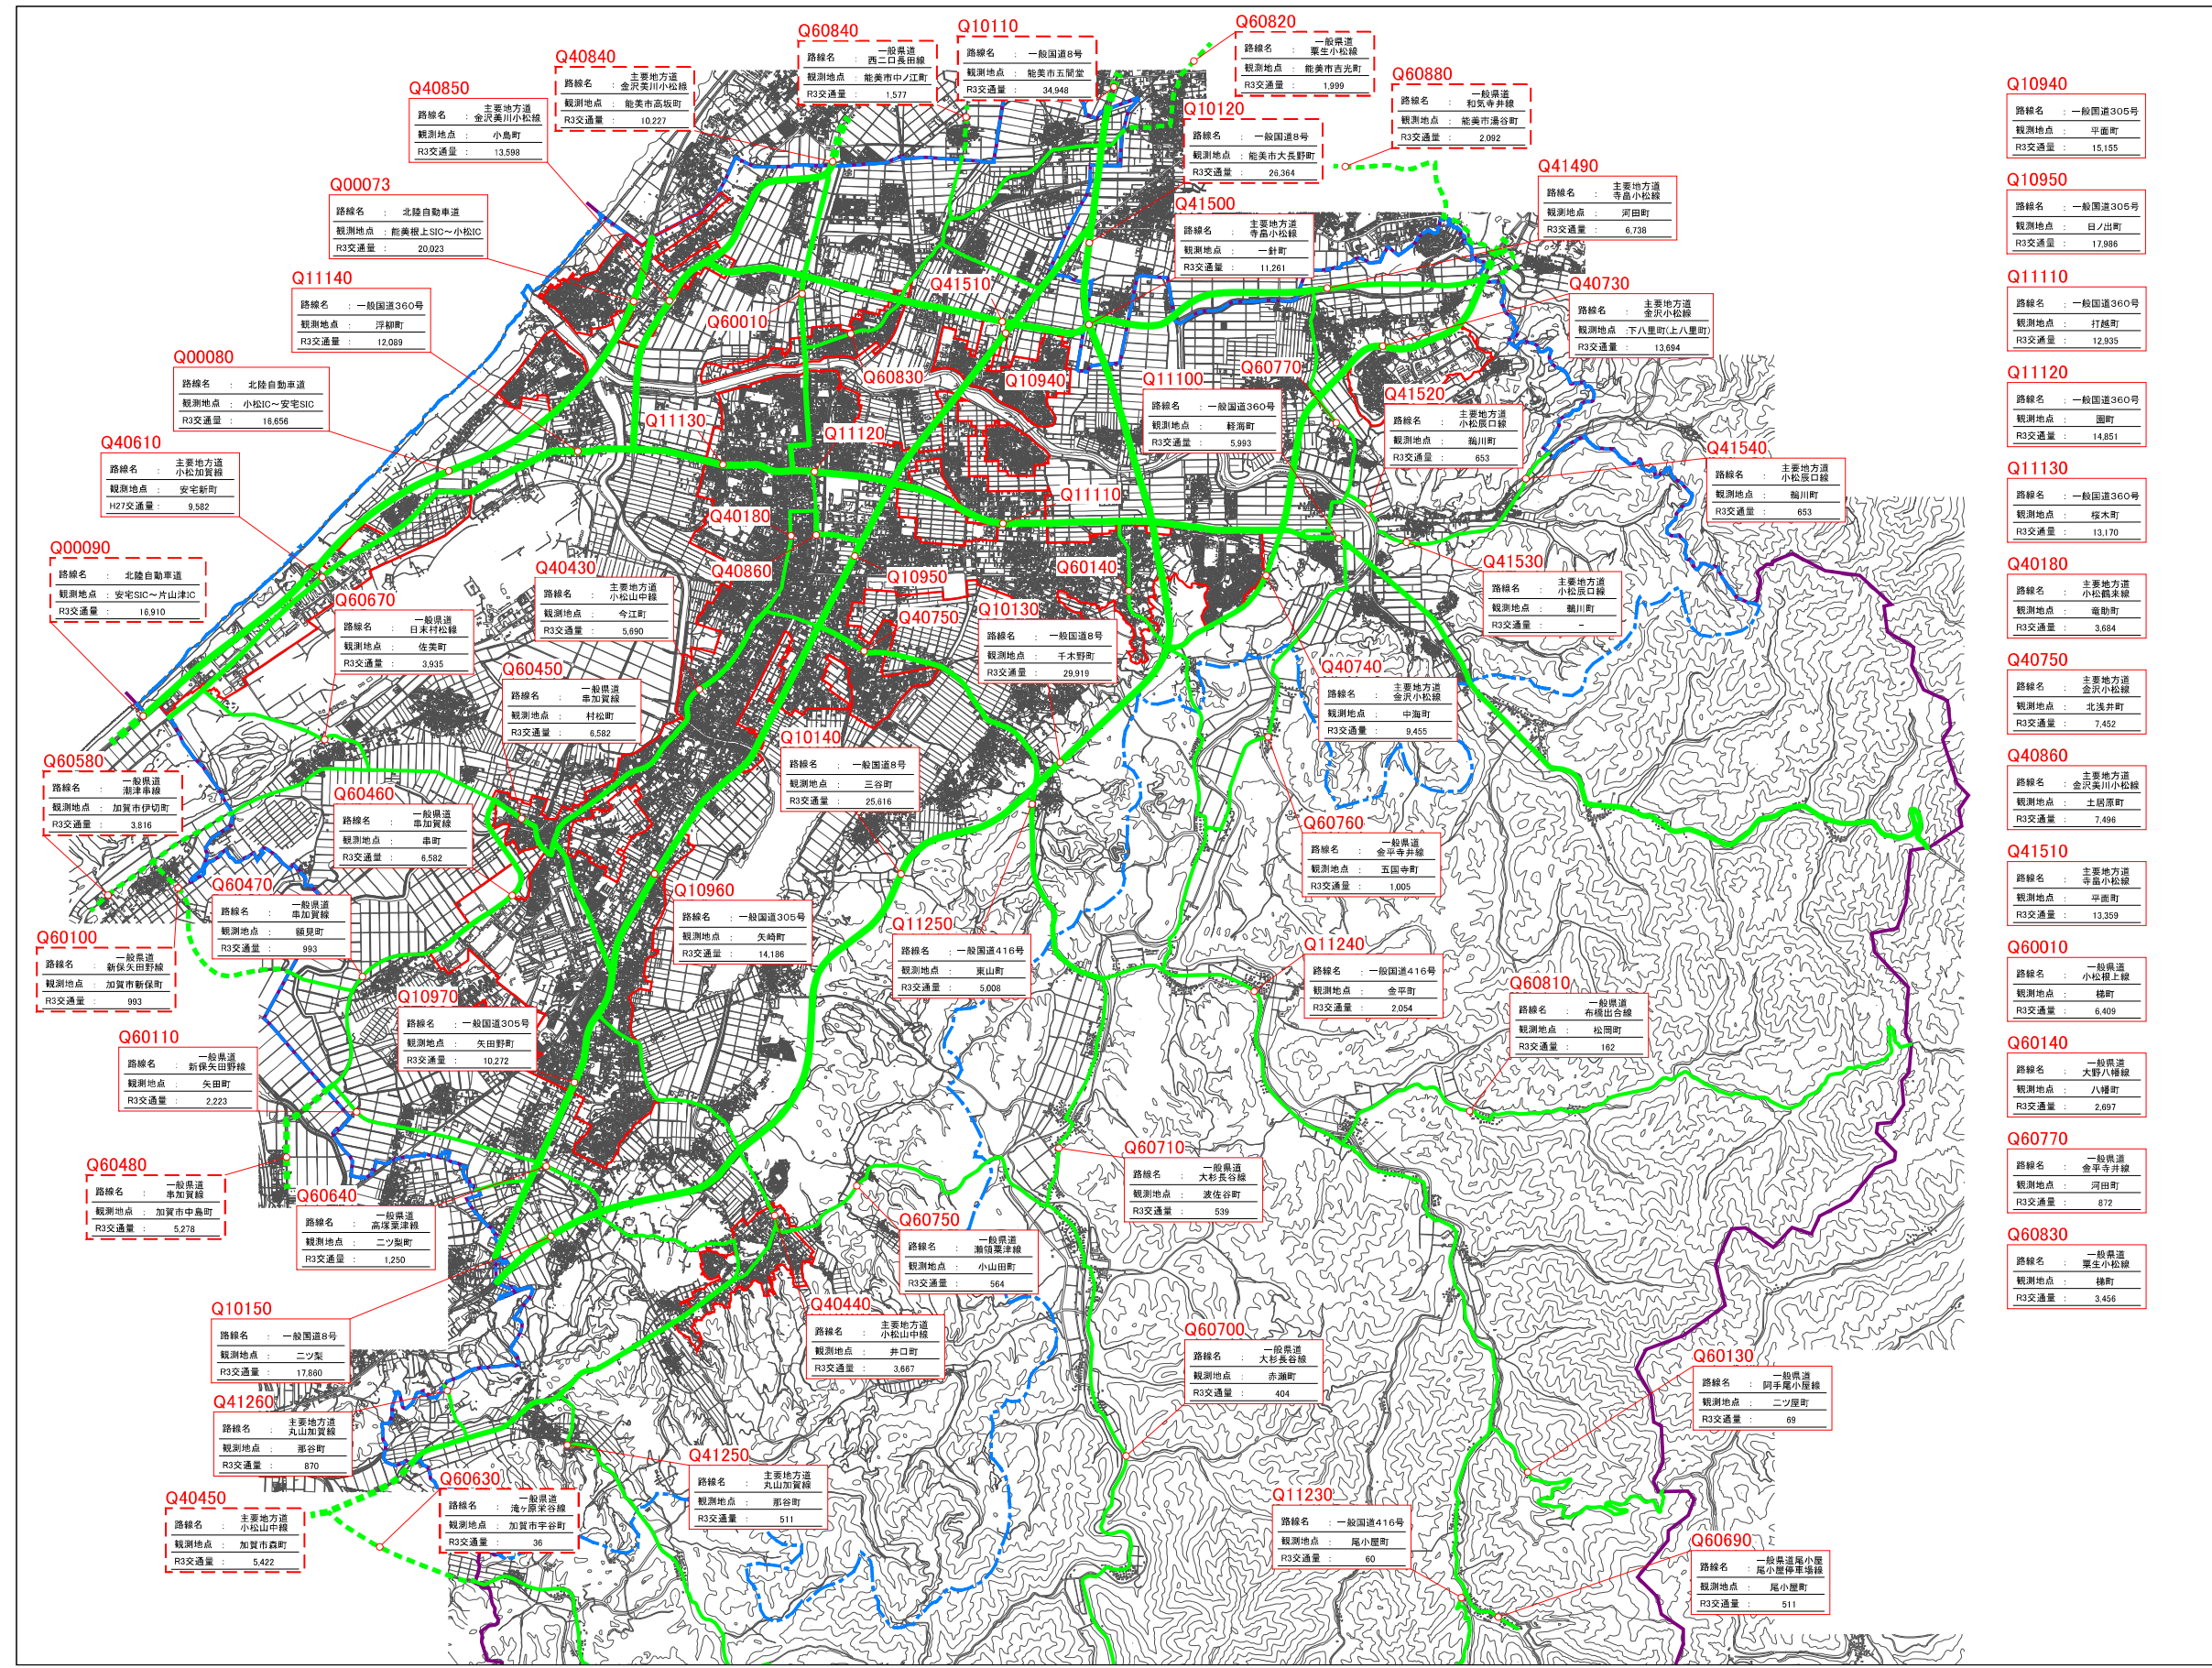 Q60840
路線名 : 一般県道 西二口長田線
観測地点 : 能美市中ノ江町
R3交通量 : 1,577
Q10110
路線名 : 一般国道8号
観測地点 : 能美市五間堂
R3交通量 : 34,948
Q60820
路線名 : 一般県道 粟生小松線
観測地点 : 能美市吉光町
R3交通量 : 1,999
Q40840
路線名 : 主要地方道 金沢美川小松線
観測地点 : 能美市高坂町
R3交通量 : 10,227
Q60880
路線名 : 一般県道 和気寺井線
観測地点 : 能美市湯谷町
R3交通量 : 2,092
Q40850
路線名 : 主要地方道 金沢美川小松線
観測地点 : 小島町
R3交通量 : 13,598
Q10120
路線名 : 一般国道8号
観測地点 : 能美市大長野町
R3交通量 : 26,364
Q41490
路線名 : 主要地方道 寺畠小松線
観測地点 : 河田町
R3交通量 : 6,738
Q00073
路線名 : 北陸自動車道
観測地点 : 能美根上SIC～小松IC
R3交通量 : 20,023
Q41500
路線名 : 主要地方道 寺畠小松線
観測地点 : 一針町
R3交通量 : 11,261
Q11140
路線名 : 一般国道360号
観測地点 : 浮柳町
R3交通量 : 12,089
Q41510
Q60010
Q40730
路線名 : 主要地方道 金沢小松線
観測地点 : 下八里町(上八里町)
R3交通量 : 13,694
Q00080
路線名 : 北陸自動車道
観測地点 : 小松IC～安宅SIC
R3交通量 : 16,656
Q60830
Q10940
Q11100
路線名 : 一般国道360号
観測地点 : 軽海町
R3交通量 : 5,993
Q60770
Q41520
路線名 : 主要地方道 小松辰口線
観測地点 : 鵜川町
R3交通量 : 653
Q11130
Q11120
Q40610
路線名 : 主要地方道 小松加賀線
観測地点 : 安宅新町
H27交通量 : 9,582
Q41540
路線名 : 主要地方道 小松辰口線
観測地点 : 鵜川町
R3交通量 : 653
Q11110
Q40180
Q00090
路線名 : 北陸自動車道
観測地点 : 安宅SIC～片山津IC
R3交通量 : 16,910
Q40430
路線名 : 主要地方道 小松山中線
観測地点 : 今江町
R3交通量 : 5,690
Q40860
Q10950
Q60140
Q41530
路線名 : 主要地方道 小松辰口線
観測地点 : 鵜川町
R3交通量 : －
Q60670
路線名 : 一般県道 日末村松線
観測地点 : 佐美町
R3交通量 : 3,935
Q40750
Q10130
路線名 : 一般国道8号
観測地点 : 千木野町
R3交通量 : 29,919
Q60450
路線名 : 一般県道 串加賀線
観測地点 : 村松町
R3交通量 : 6,582
Q40740
路線名 : 主要地方道 金沢小松線
観測地点 : 中海町
R3交通量 : 9,455
Q10140
路線名 : 一般国道8号
観測地点 : 三谷町
R3交通量 : 25,616
Q60580
路線名 : 一般県道 潮津串線
観測地点 : 加賀市伊切町
R3交通量 : 3,816
Q60460
路線名 : 一般県道 串加賀線
観測地点 : 串町
R3交通量 : 6,582
Q60760
路線名 : 一般県道 金平寺井線
観測地点 : 五国寺町
R3交通量 : 1,005
Q60470
路線名 : 一般県道 串加賀線
観測地点 : 額見町
R3交通量 : 993
Q10960
路線名 : 一般国道305号
観測地点 : 矢崎町
R3交通量 : 14,186
Q11250
路線名 : 一般国道416号
観測地点 : 東山町
R3交通量 : 5,008
Q60100
路線名 : 一般県道 新保矢田野線
観測地点 : 加賀市新保町
R3交通量 : 993
Q11240
路線名 : 一般国道416号
観測地点 : 金平町
R3交通量 : 2,054
Q10970
路線名 : 一般国道305号
観測地点 : 矢田野町
R3交通量 : 10,272
Q60810
路線名 : 一般県道 布橋出合線
観測地点 : 松岡町
R3交通量 : 162
Q60110
路線名 : 一般県道 新保矢田野線
観測地点 : 矢田町
R3交通量 : 2,223
Q60480
路線名 : 一般県道 串加賀線
観測地点 : 加賀市中島町
R3交通量 : 5,278
Q60640
路線名 : 一般県道 高塚粟津線
観測地点 : 二ツ梨町
R3交通量 : 1,250
Q60710
路線名 : 一般県道 大杉長谷線
観測地点 : 波佐谷町
R3交通量 : 539
Q60750
路線名 : 一般県道 瀬領粟津線
観測地点 : 小山田町
R3交通量 : 564
Q10150
路線名 : 一般国道8号
観測地点 : 二ツ梨
R3交通量 : 17,860
Q40440
路線名 : 主要地方道 小松山中線
観測地点 : 井口町
R3交通量 : 3,667
Q60700
路線名 : 一般県道 大杉長谷線
観測地点 : 赤瀬町
R3交通量 : 404
Q60130
路線名 : 一般県道 阿手尾小屋線
観測地点 : 二ツ屋町
R3交通量 : 69
Q41260
路線名 : 主要地方道 丸山加賀線
観測地点 : 那谷町
R3交通量 : 870
Q41250
路線名 : 主要地方道 丸山加賀線
観測地点 : 那谷町
R3交通量 : 511
Q60630
路線名 : 一般県道 滝ヶ原栄谷線
観測地点 : 加賀市宇谷町
R3交通量 : 36
Q40450
路線名 : 主要地方道 小松山中線
観測地点 : 加賀市森町
R3交通量 : 5,422
Q11230
路線名 : 一般国道416号
観測地点 : 尾小屋町
R3交通量 : 60
Q60690
路線名 : 一般県道尾小屋 尾小屋停車場線
観測地点 : 尾小屋町
R3交通量 : 511
Q10940
路線名 : 一般国道305号
観測地点 : 平面町
R3交通量 : 15,155
Q10950
路線名 : 一般国道305号
観測地点 : 日ノ出町
R3交通量 : 17,986
Q11110
路線名 : 一般国道360号
観測地点 : 打越町
R3交通量 : 12,935
Q11120
路線名 : 一般国道360号
観測地点 : 園町
R3交通量 : 14,851
Q11130
路線名 : 一般国道360号
観測地点 : 桜木町
R3交通量 : 13,170
Q40180
路線名 : 主要地方道 小松鶴来線
観測地点 : 竜助町
R3交通量 : 3,684
Q40750
路線名 : 主要地方道 金沢小松線
観測地点 : 北浅井町
R3交通量 : 7,452
Q40860
路線名 : 主要地方道 金沢美川小松線
観測地点 : 土居原町
R3交通量 : 7,496
Q41510
路線名 : 主要地方道 寺畠小松線
観測地点 : 平面町
R3交通量 : 13,359
Q60010
路線名 : 一般県道 小松根上線
観測地点 : 梯町
R3交通量 : 6,409
Q60140
路線名 : 一般県道 大野八幡線
観測地点 : 八幡町
R3交通量 : 2,697
Q60770
路線名 : 一般県道 金平寺井線
観測地点 : 河田町
R3交通量 : 872
Q60830
路線名 : 一般県道 粟生小松線
観測地点 : 梯町
R3交通量 : 3,456